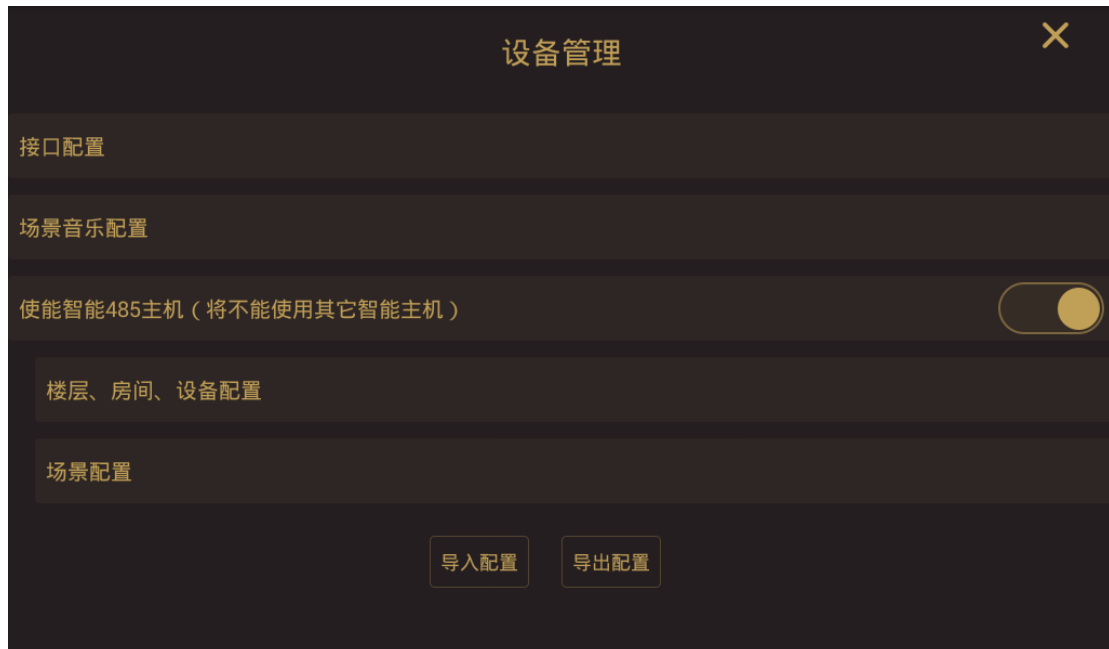 设备管理
接口配置
场景音乐配置
使能智能485主机（将不能使用其它智能主机）
楼层、房间、设备配置
场景配置
导入配置
导出配置